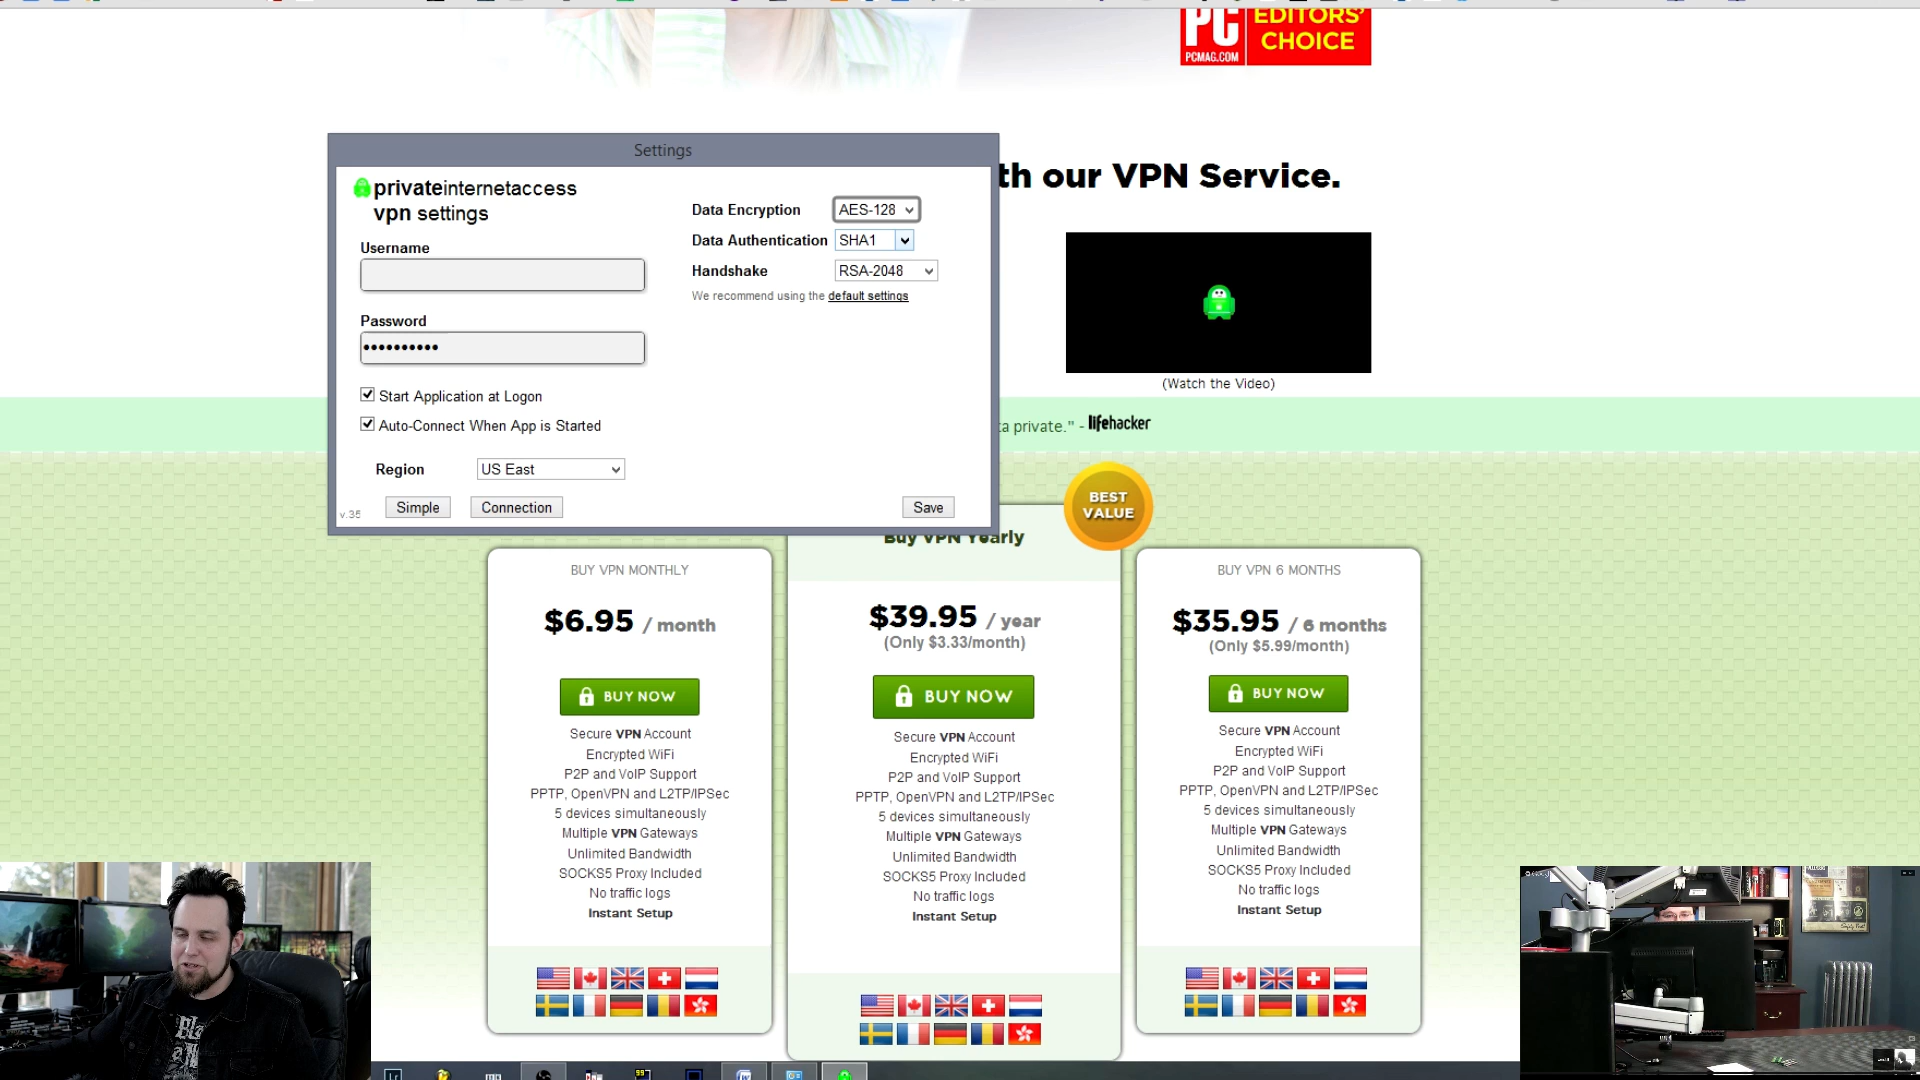 PC
PCMAG.COM
EDITORS'
CHOICE
Settings
privateinternetaccess
vpn settings
Username
Password
Start Application at Logon
Auto-Connect When App is Started
Region
US East
v.35
Simple
Connection
Save
Data Encryption
AES-128
Data Authentication
SHA1
Handshake
RSA-2048
We recommend using the default settings
th our VPN Service.
(Watch the Video)
ta private." - lifehacker
BEST
VALUE
BUY VPN MONTHLY
$6.95 / month
BUY NOW
Secure VPN Account
Encrypted WiFi
P2P and VoIP Support
PPTP, OpenVPN and L2TP/IPSec
5 devices simultaneously
Multiple VPN Gateways
Unlimited Bandwidth
SOCKS5 Proxy Included
No traffic logs
Instant Setup
Buy VPN Yearly
$39.95 / year
(Only $3.33/month)
BUY NOW
Secure VPN Account
Encrypted WiFi
P2P and VoIP Support
PPTP, OpenVPN and L2TP/IPSec
5 devices simultaneously
Multiple VPN Gateways
Unlimited Bandwidth
SOCKS5 Proxy Included
No traffic logs
Instant Setup
BUY VPN 6 MONTHS
$35.95 / 6 months
(Only $5.99/month)
BUY NOW
Secure VPN Account
Encrypted WiFi
P2P and VoIP Support
PPTP, OpenVPN and L2TP/IPSec
5 devices simultaneously
Multiple VPN Gateways
Unlimited Bandwidth
SOCKS5 Proxy Included
No traffic logs
Instant Setup